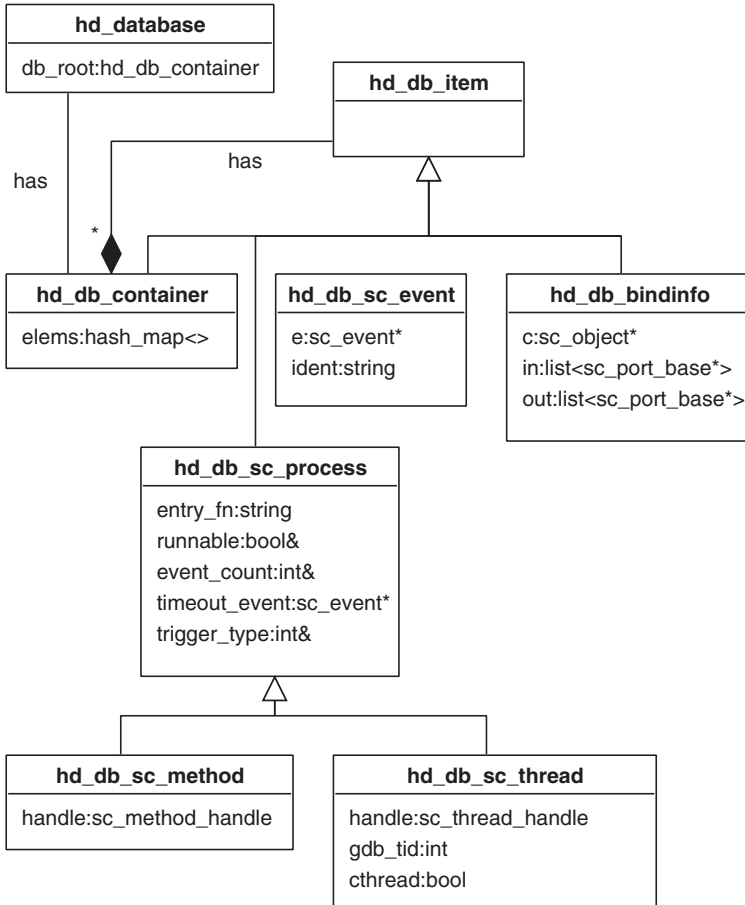 hd_database
db_root:hd_db_container
hd_db_item
has
has
*
hd_db_container
elems:hash_map<>
hd_db_sc_event
e:sc_event*
ident:string
hd_db_bindinfo
c:sc_object*
in:list<sc_port_base*>
out:list<sc_port_base*>
hd_db_sc_process
entry_fn:string
runnable:bool&
event_count:int&
timeout_event:sc_event*
trigger_type:int&
hd_db_sc_method
handle:sc_method_handle
hd_db_sc_thread
handle:sc_thread_handle
gdb_tid:int
cthread:bool